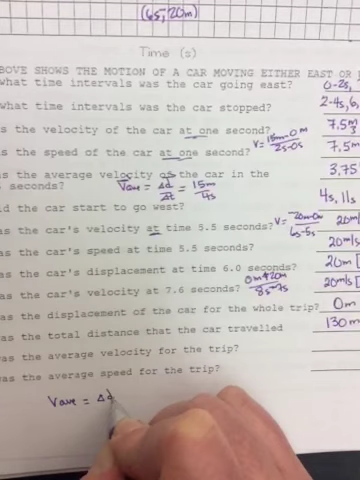 (6s, 20m)
Time (s)
BOVE SHOWS THE MOTION OF A CAR MOVING EITHER EAST OR
what time intervals was the car going east? 0-2s,
what time intervals was the car stopped? 2-4s, 6,
s the velocity of the car at one second? V= 15m-0m / 2s-0s 7.5m
s the speed of the car at one second? 7.5m
s the average velocity of the car in the 3.75
seconds? Vave = Δd / Δt = 15m / 4s
d the car start to go west? 4s, 11s
as the car's velocity at time 5.5 seconds? V= 20m-0m / 6s-5s 20m/
as the car's speed at time 5.5 seconds? 20m/s
as the car's displacement at time 6.0 seconds? 20m [
as the car's velocity at 7.6 seconds? 0m+20m / 8s-7s 20m/s [
as the displacement of the car for the whole trip? 0m
as the total distance that the car travelled 130m
as the average velocity for the trip?
as the average speed for the trip?
Vave = Δd